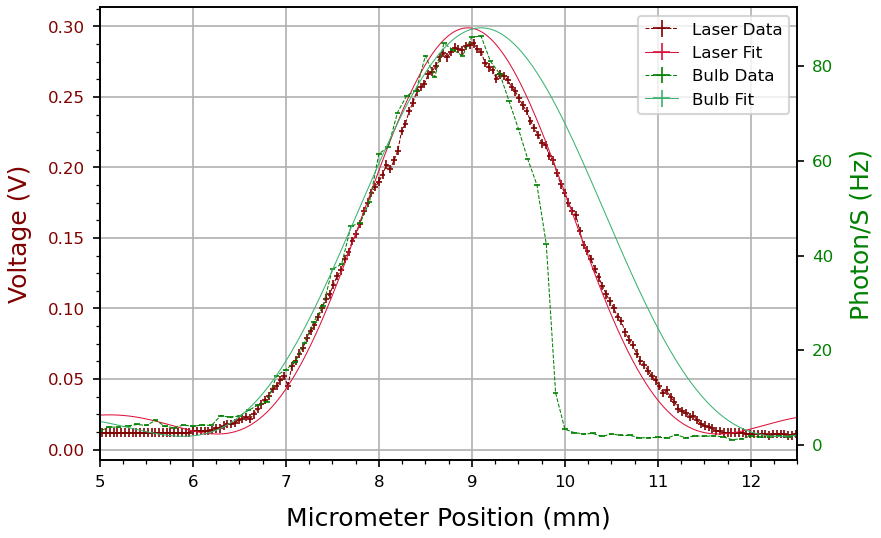 0.30
0.25
0.20
0.15
0.10
0.05
0.00
Voltage (V)
Laser Data
Laser Fit
Bulb Data
Bulb Fit
80
60
40
20
0
Photon/S (Hz)
5 6 7 8 9 10 11 12
Micrometer Position (mm)